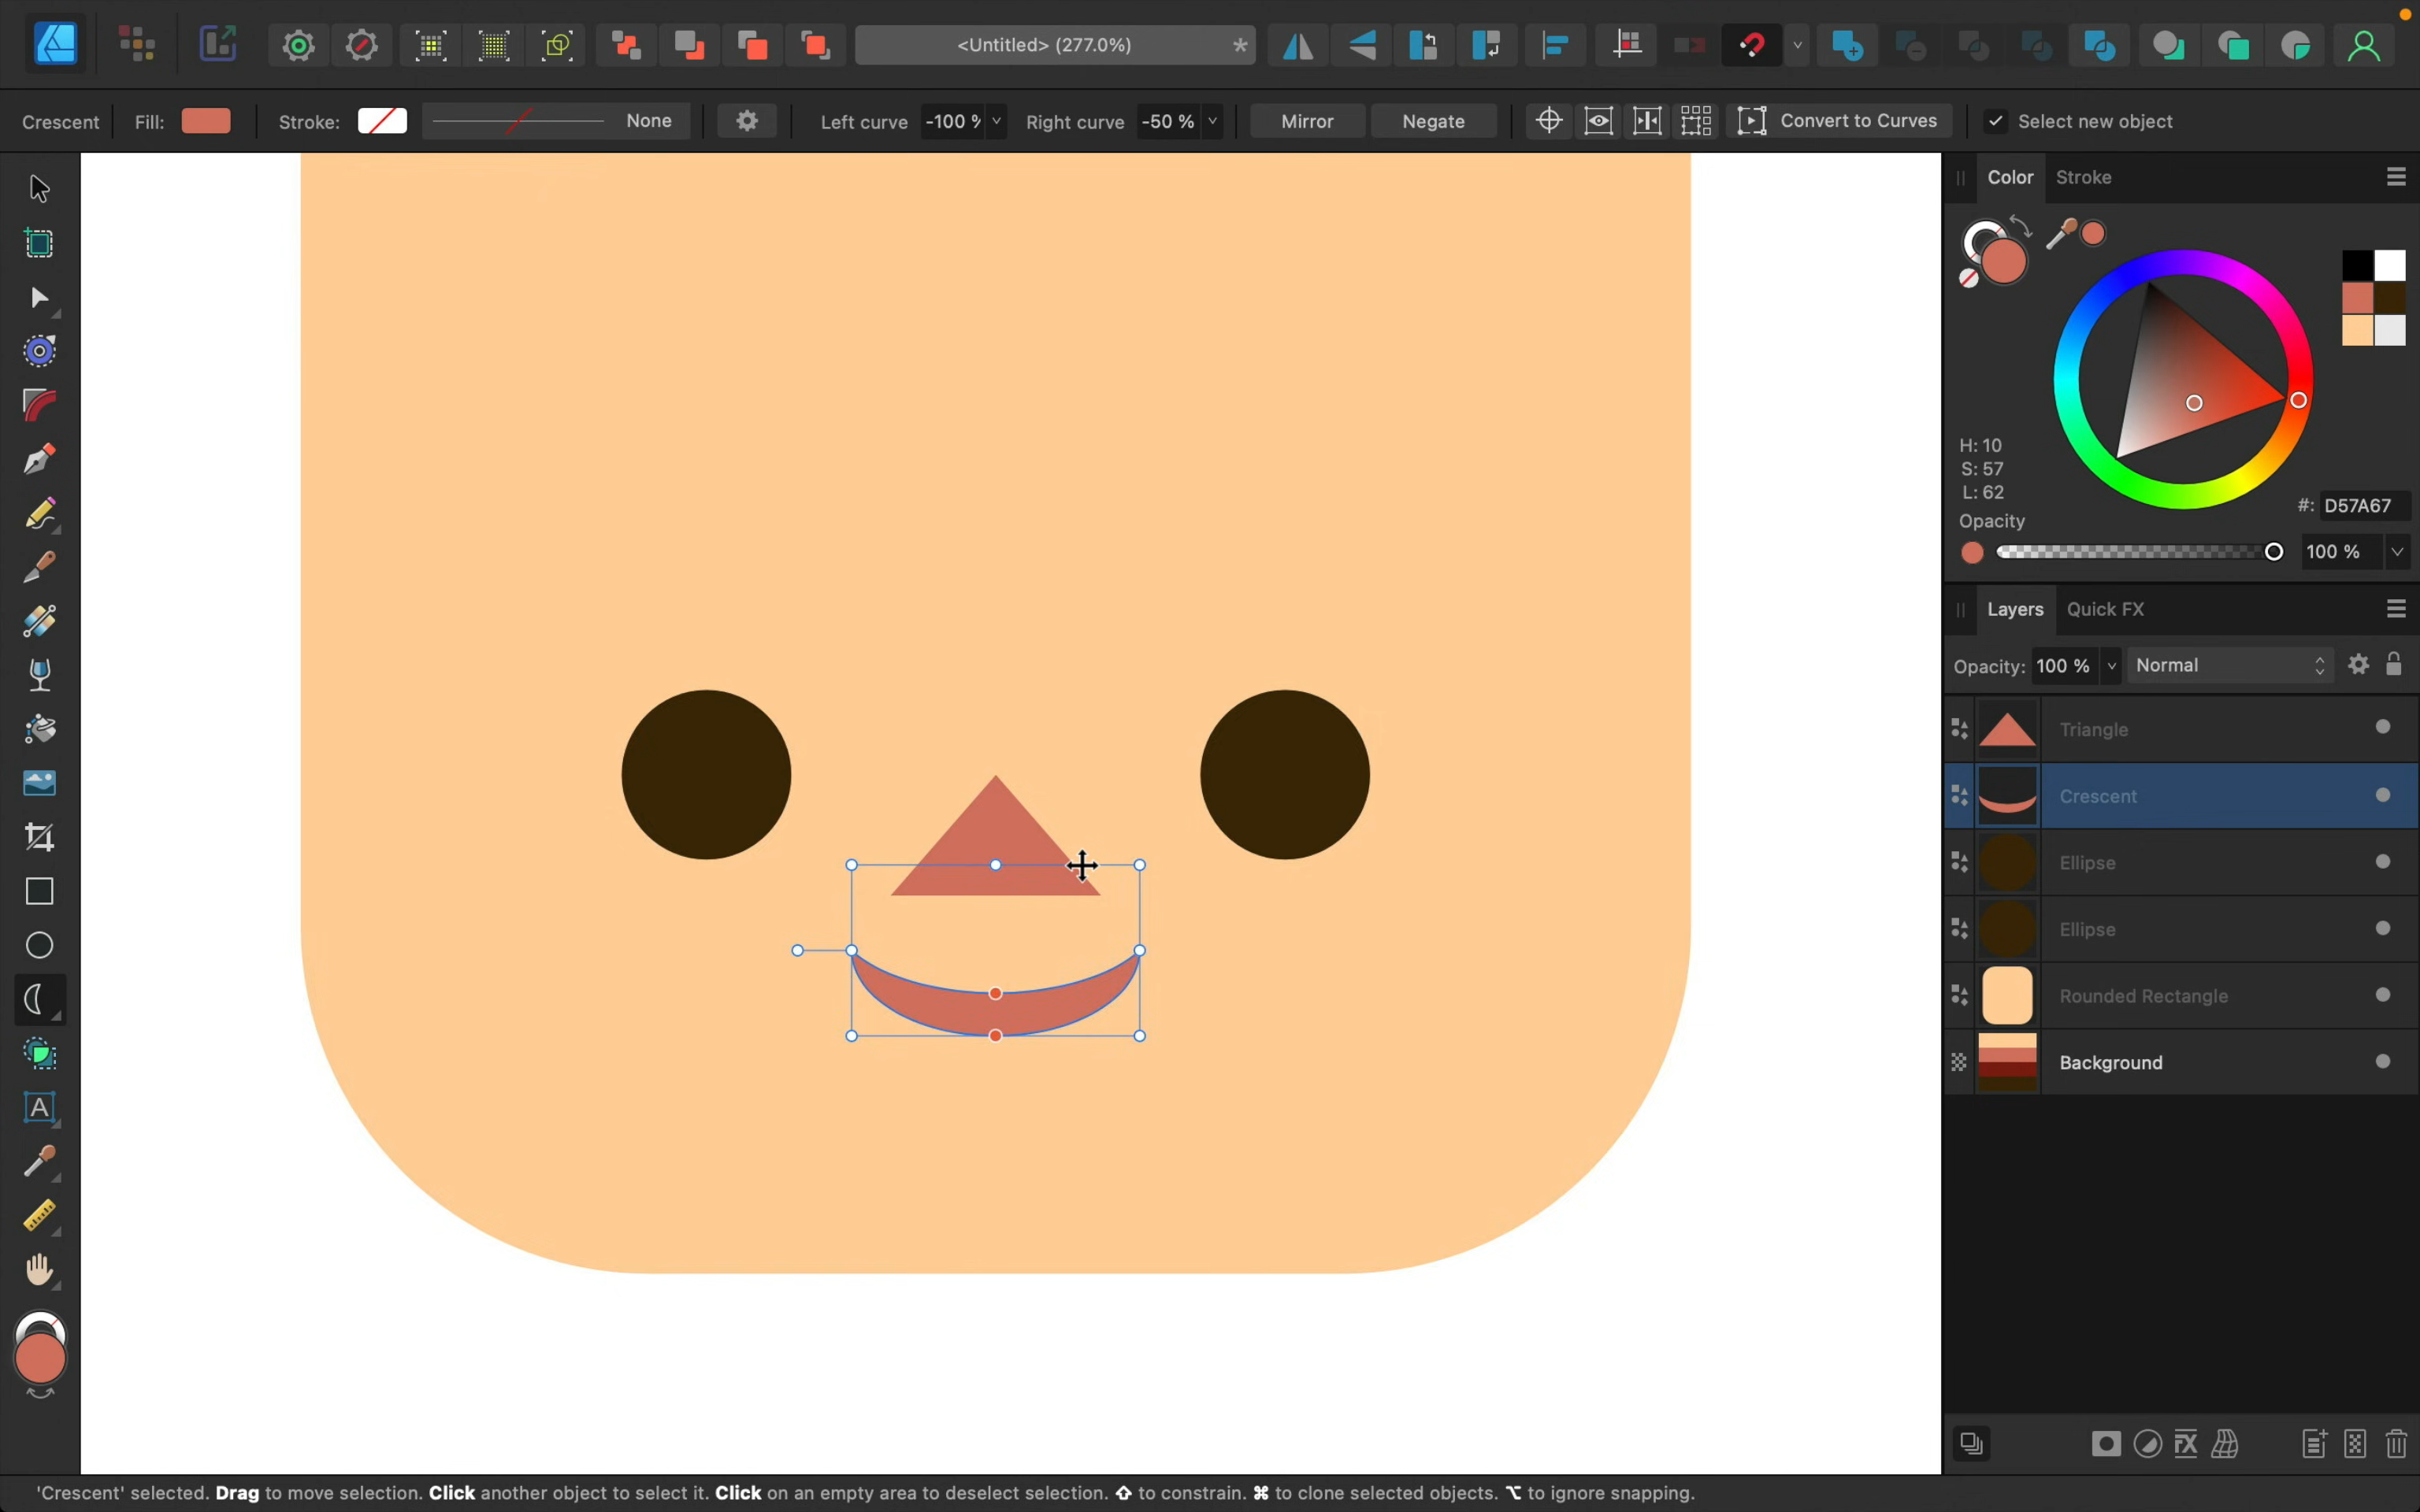 <Untitled> (277.0%)
*
Crescent
Fill:
Stroke:
None
Left curve
-100 %
Right curve
-50 %
Mirror
Negate
Convert to Curves
Select new object
Color
Stroke
H: 10
S: 57
L: 62
#: D57A67
Opacity
100 %
Layers
Quick FX
Opacity:
100 %
Normal
Triangle
Crescent
Ellipse
Ellipse
Rounded Rectangle
Background
A
FX
'Crescent' selected. Drag to move selection. Click another object to select it. Click on an empty area to deselect selection. ⇧ to constrain. ⌘ to clone selected objects. ⌥ to ignore snapping.